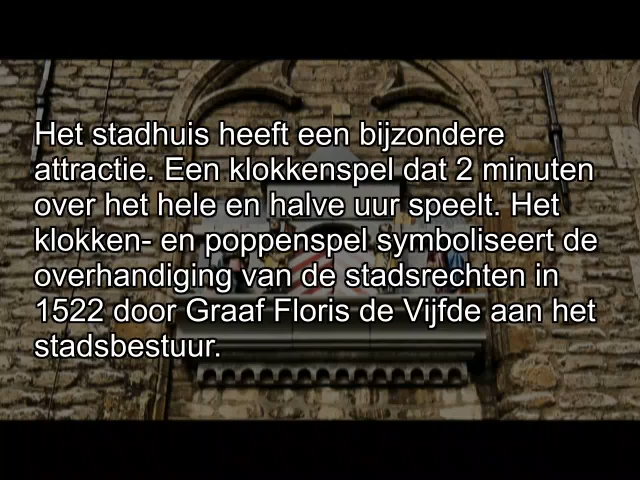 Het stadhuis heeft een bijzondere
attractie. Een klokkenspel dat 2 minuten
over het hele en halve uur speelt. Het
klokken- en poppenspel symboliseert de
overhandiging van de stadsrechten in
1522 door Graaf Floris de Vijfde aan het
stadsbestuur.